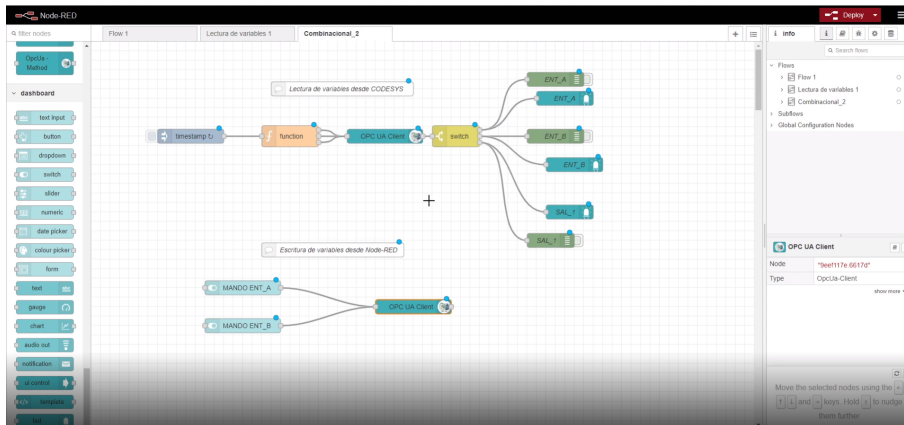 Node-RED
Deploy
filter nodes
Flow 1
Lectura de variables 1
Combinacional_2
i info
Search flows
OpcUa - Method
Flows
Flow 1
Lectura de variables 1
Combinacional_2
Subflows
Global Configuration Nodes
dashboard
text input
button
dropdown
switch
slider
numeric
date picker
colour picker
form
text
gauge
chart
audio out
notification
ui control
template
led
Lectura de variables desde CODESYS
timestamp ↻
function
OPC UA Client
switch
ENT_A
ENT_A
ENT_B
ENT_B
SAL_1
SAL_1
Escritura de variables desde Node-RED
MANDO ENT_A
MANDO ENT_B
OPC UA Client
OPC UA Client
Node
"9eef117e.6617d"
Type
OpcUa-Client
show more
Move the selected nodes using the
and keys. Hold to nudge
them further